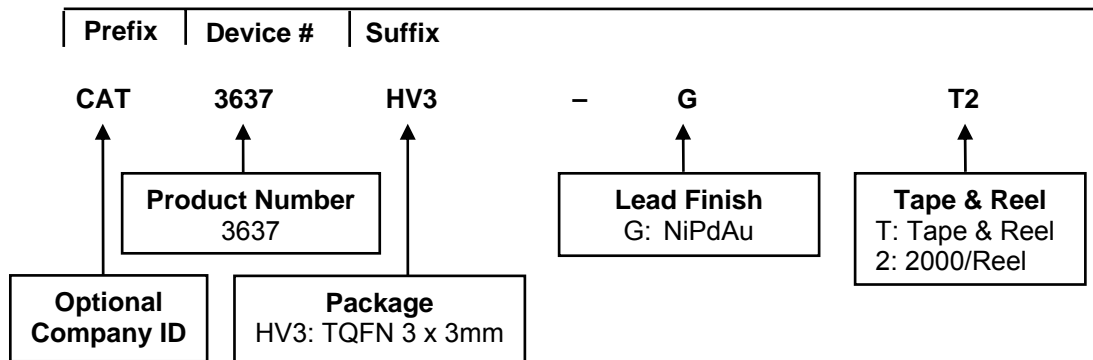 Prefix Device # Suffix
CAT 3637 HV3 – G T2
Product Number
3637
Lead Finish
G: NiPdAu
Tape & Reel
T: Tape & Reel
2: 2000/Reel
Optional
Company ID
Package
HV3: TQFN 3 x 3mm